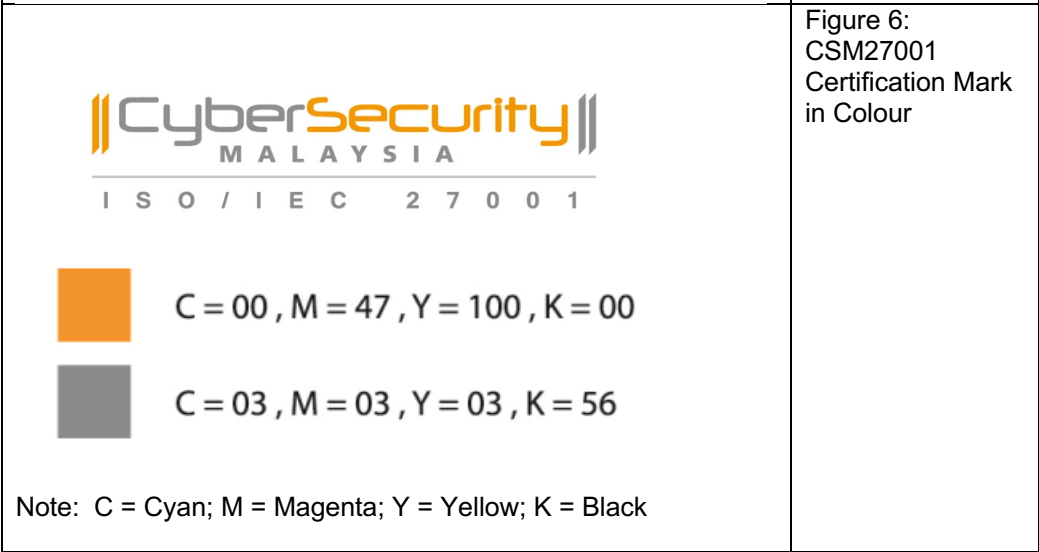 CyberSecurity
MALAYSIA
ISO/IEC 27001
C = 00 , M = 47 , Y = 100 , K = 00
C = 03 , M = 03 , Y = 03 , K = 56
Note:  C = Cyan; M = Magenta; Y = Yellow; K = Black
Figure 6:
CSM27001
Certification Mark
in Colour